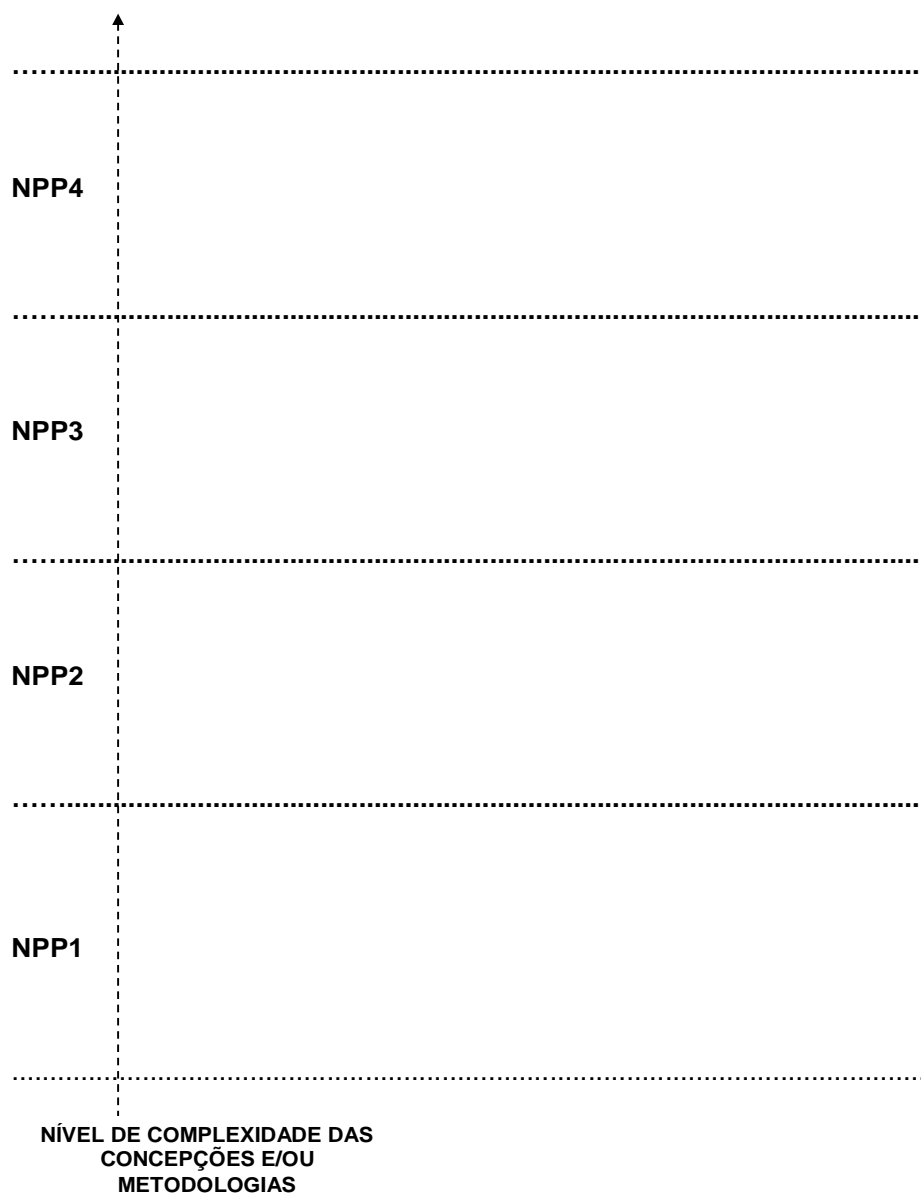 NPP4
NPP3
NPP2
NPP1
NÍVEL DE COMPLEXIDADE DAS
CONCEPÇÕES E/OU
METODOLOGIAS